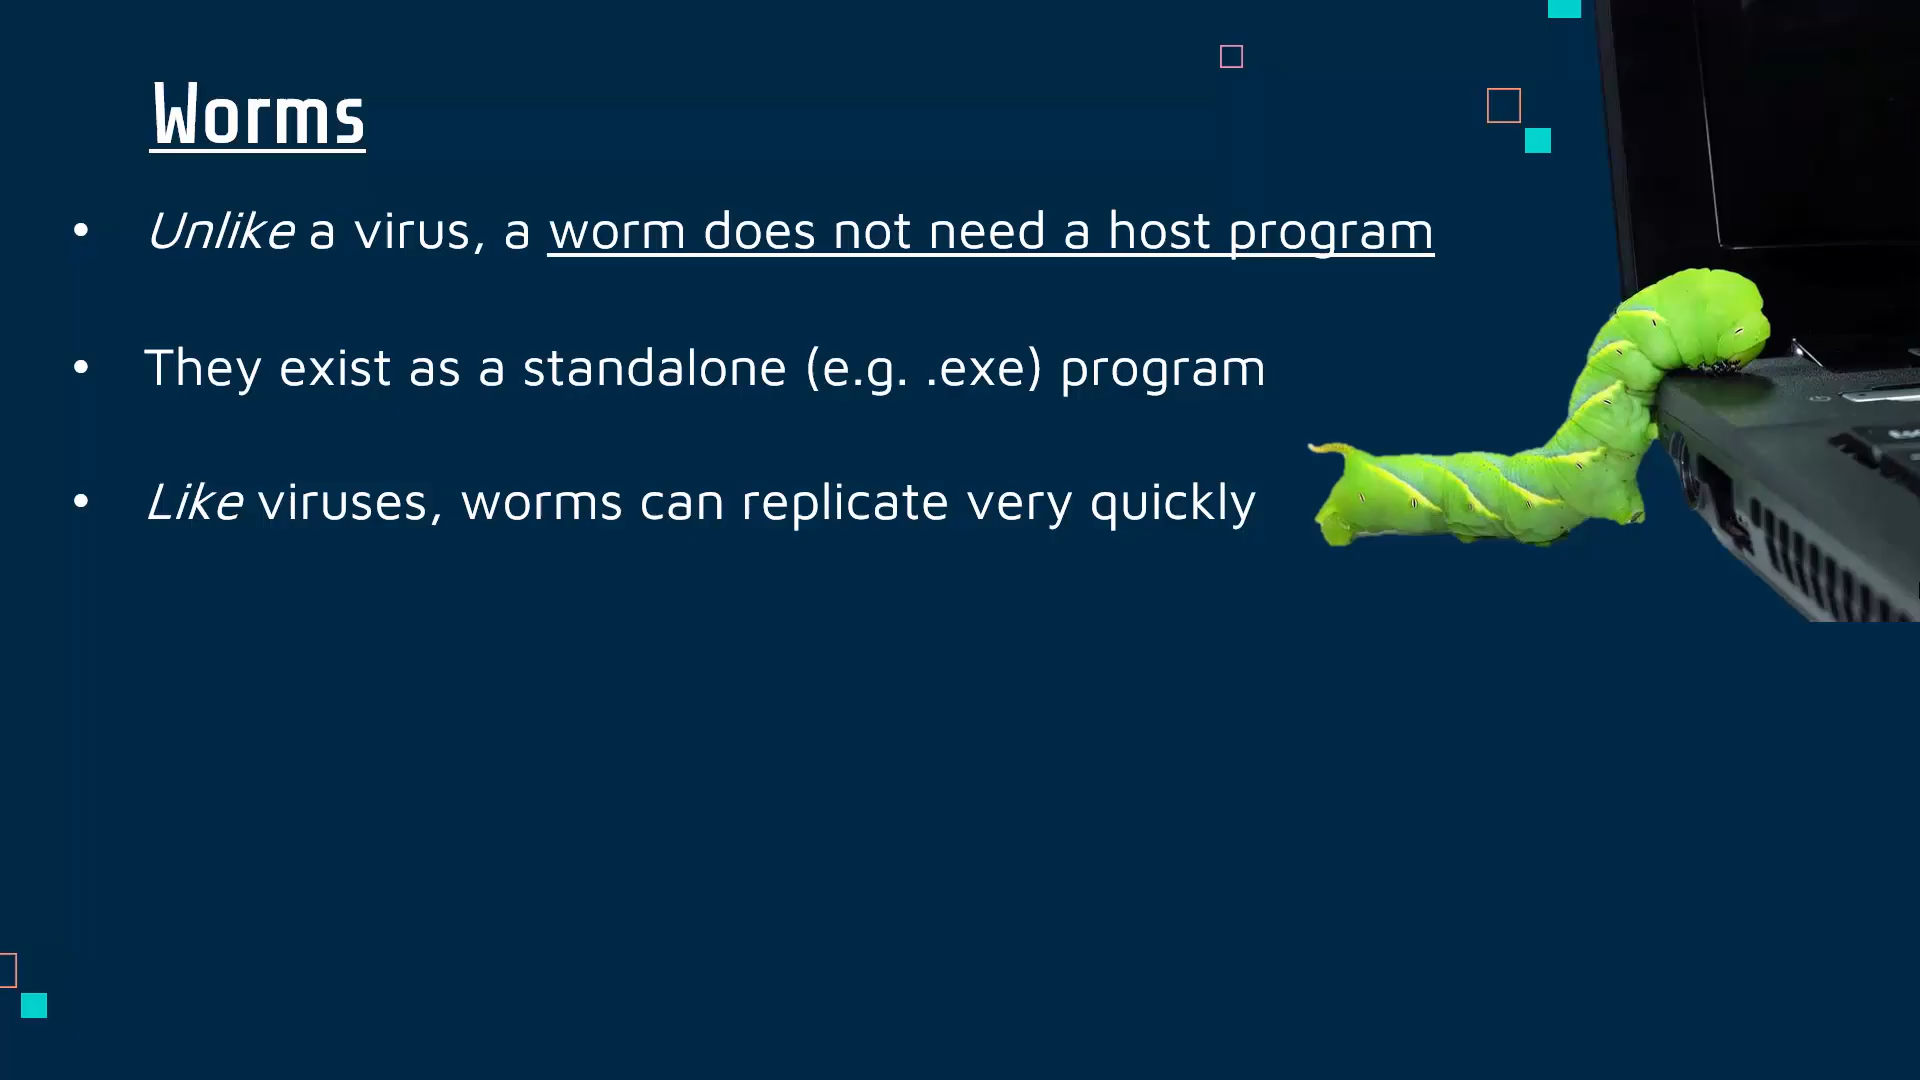 Worms
• Unlike a virus, a worm does not need a host program
• They exist as a standalone (e.g. .exe) program
• Like viruses, worms can replicate very quickly